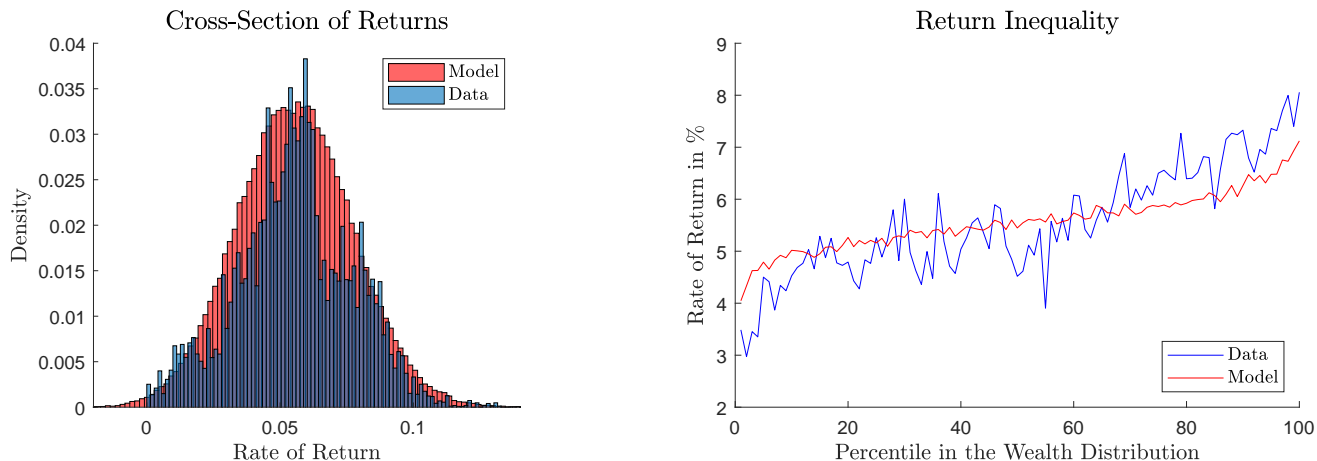 Cross-Section of Returns
0.04
0.035
0.03
0.025
0.02
0.015
0.01
0.005
0
Density
Model
Data
0
0.05
0.1
Rate of Return
Return Inequality
9
8
7
6
5
4
3
2
Rate of Return in %
Data
Model
0
20
40
60
80
100
Percentile in the Wealth Distribution